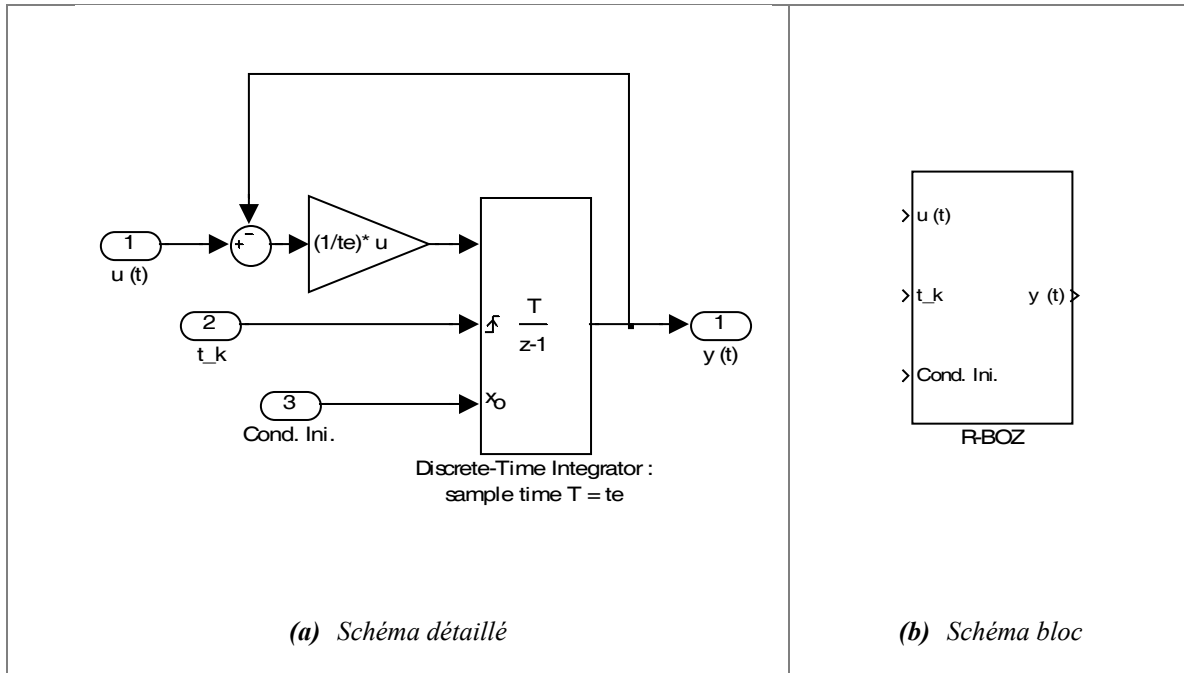 1
u (t)
+ -
(1/te)* u
2
t_k
3
Cond. Ini.
T
z-1
xo
1
y (t)
Discrete-Time Integrator :
sample time T = te
(a) Schéma détaillé
u (t)
t_k
y (t)
Cond. Ini.
R-BOZ
(b) Schéma bloc